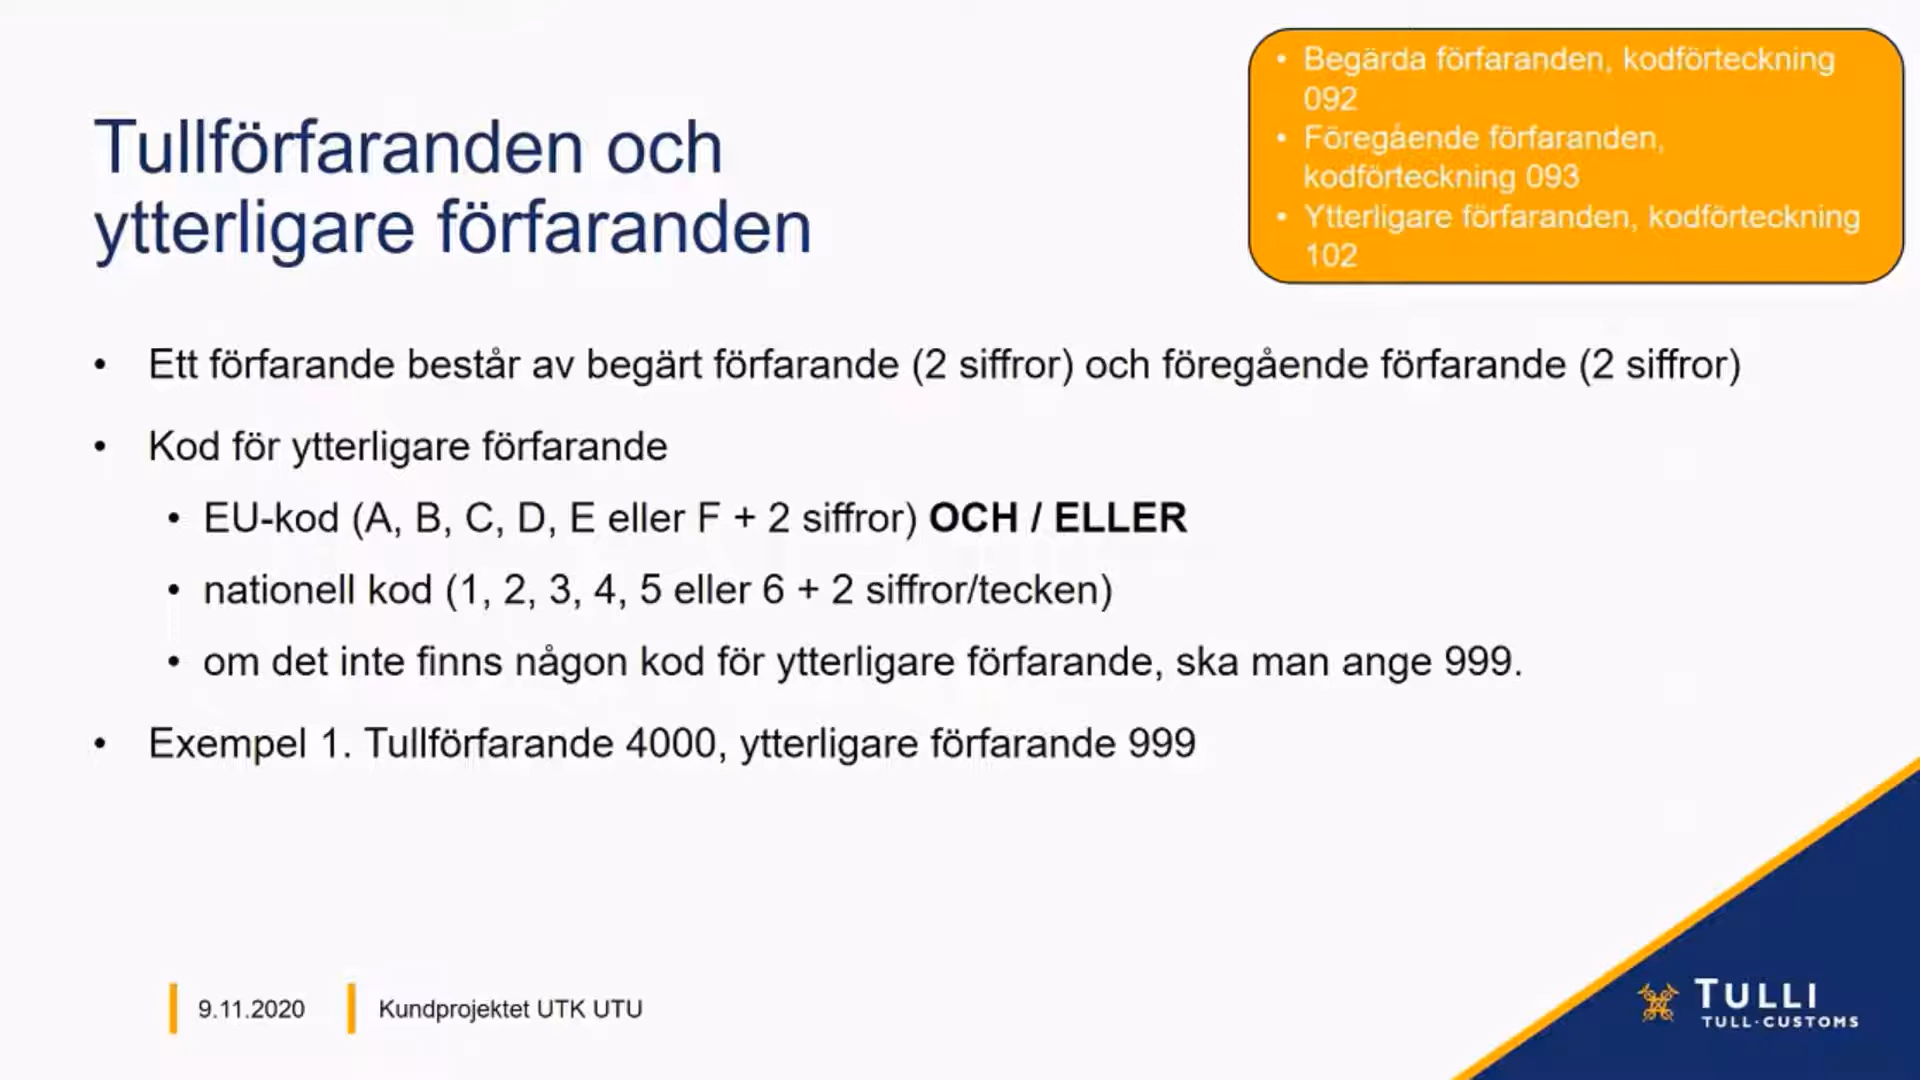 Tullförfaranden och
ytterligare förfaranden
• Begärda förfaranden, kodförteckning
092
• Föregående förfaranden,
kodförteckning 093
• Ytterligare förfaranden, kodförteckning
102
• Ett förfarande består av begärt förfarande (2 siffror) och föregående förfarande (2 siffror)
• Kod för ytterligare förfarande
• EU-kod (A, B, C, D, E eller F + 2 siffror) OCH / ELLER
• nationell kod (1, 2, 3, 4, 5 eller 6 + 2 siffror/tecken)
• om det inte finns någon kod för ytterligare förfarande, ska man ange 999.
• Exempel 1. Tullförfarande 4000, ytterligare förfarande 999
9.11.2020
Kundprojektet UTK UTU
TULLI
TULL·CUSTOMS